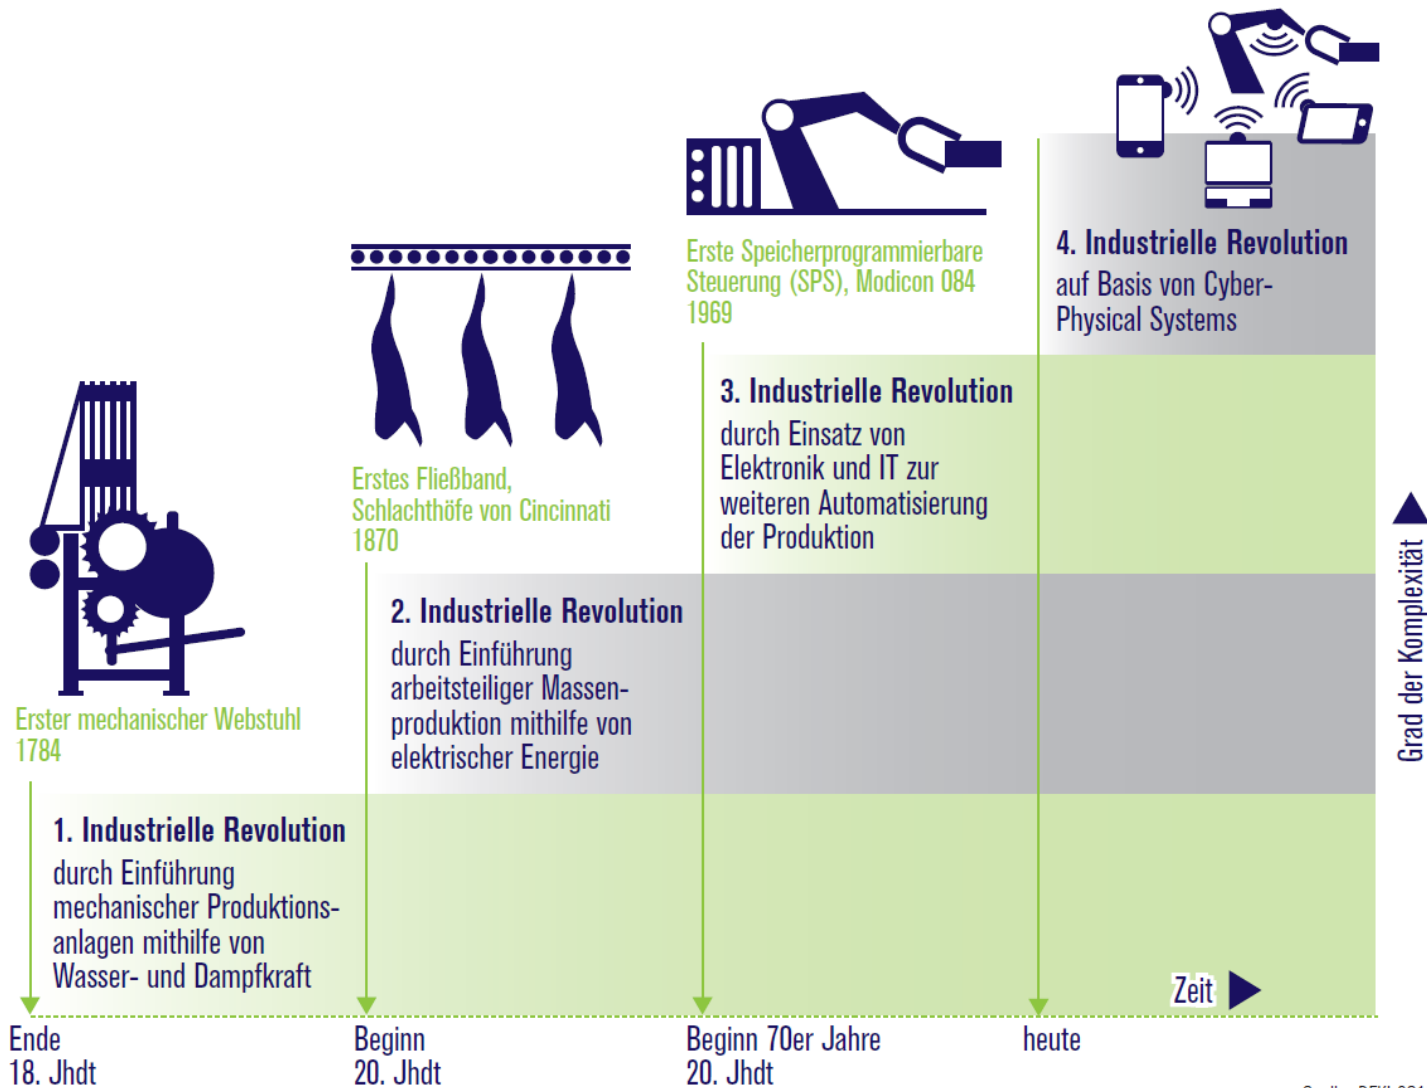 Erster mechanischer Webstuhl
1784
1. Industrielle Revolution
durch Einführung
mechanischer Produktions-
anlagen mithilfe von
Wasser- und Dampfkraft
Ende
18. Jhdt
Erstes Fließband,
Schlachthöfe von Cincinnati
1870
2. Industrielle Revolution
durch Einführung
arbeitsteiliger Massen-
produktion mithilfe von
elektrischer Energie
Beginn
20. Jhdt
Erste Speicherprogrammierbare
Steuerung (SPS), Modicon 084
1969
3. Industrielle Revolution
durch Einsatz von
Elektronik und IT zur
weiteren Automatisierung
der Produktion
Beginn 70er Jahre
20. Jhdt
4. Industrielle Revolution
auf Basis von Cyber-
Physical Systems
heute
Zeit
Grad der Komplexität